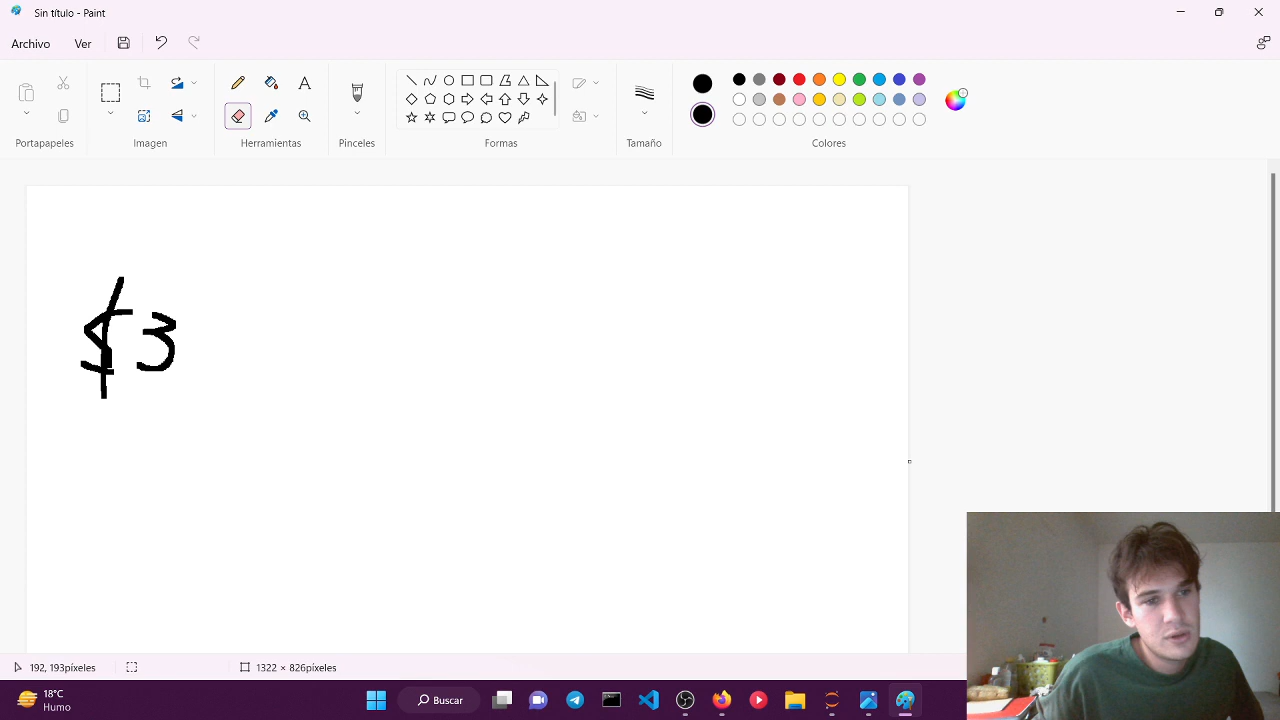 Sin título - Paint
Archivo Ver
Portapapeles Imagen Herramientas Pinceles Formas Tamaño Colores
$3
192, 193píxeles 1322 × 826píxeles
18°C
Humo
Buscar